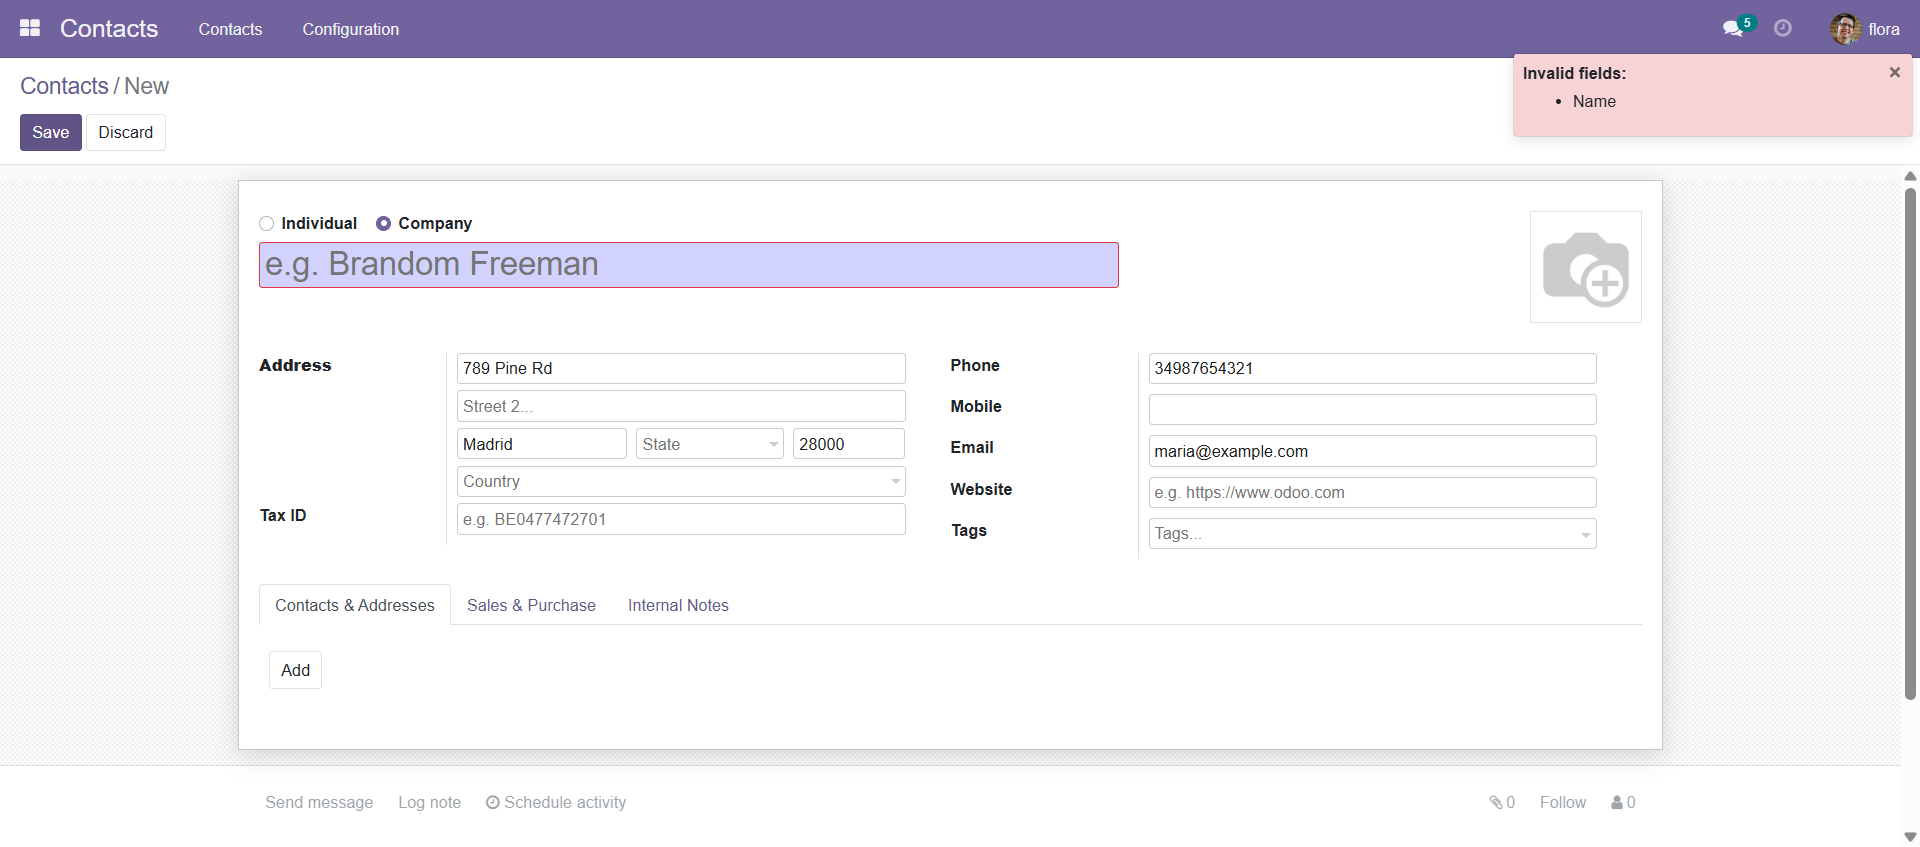 Contacts Contacts Configuration 5 flora
Contacts / New
Invalid fields: ×
• Name
Save Discard
Individual Company
e.g. Brandom Freeman
Address 789 Pine Rd Phone 34987654321
Street 2... Mobile
Madrid State 28000 Email maria@example.com
Country Website e.g. https://www.odoo.com
Tax ID e.g. BE0477472701 Tags Tags...
Contacts & Addresses Sales & Purchase Internal Notes
Add
Send message Log note Schedule activity 0 Follow 0